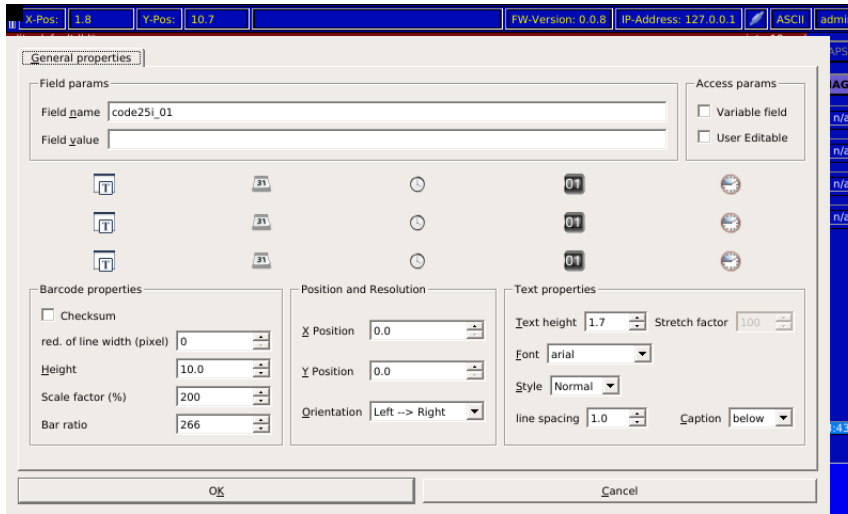 X-Pos: 1.8 Y-Pos: 10.7 FW-Version: 0.0.8 IP-Address: 127.0.0.1 ASCII
General properties
Field params
Access params
Field name code25i_01
Variable field
Field value
User Editable
n/a
n/a
n/a
n/a
T 31 01
T 31 01
T 31 01
Barcode properties
Checksum
red. of line width (pixel) 0
Height 10.0
Scale factor (%) 200
Bar ratio 266
Position and Resolution
X Position 0.0
Y Position 0.0
Orientation Left --> Right
Text properties
Text height 1.7 Stretch factor 100
Font arial
Style Normal
line spacing 1.0 Caption below
:43
OK Cancel